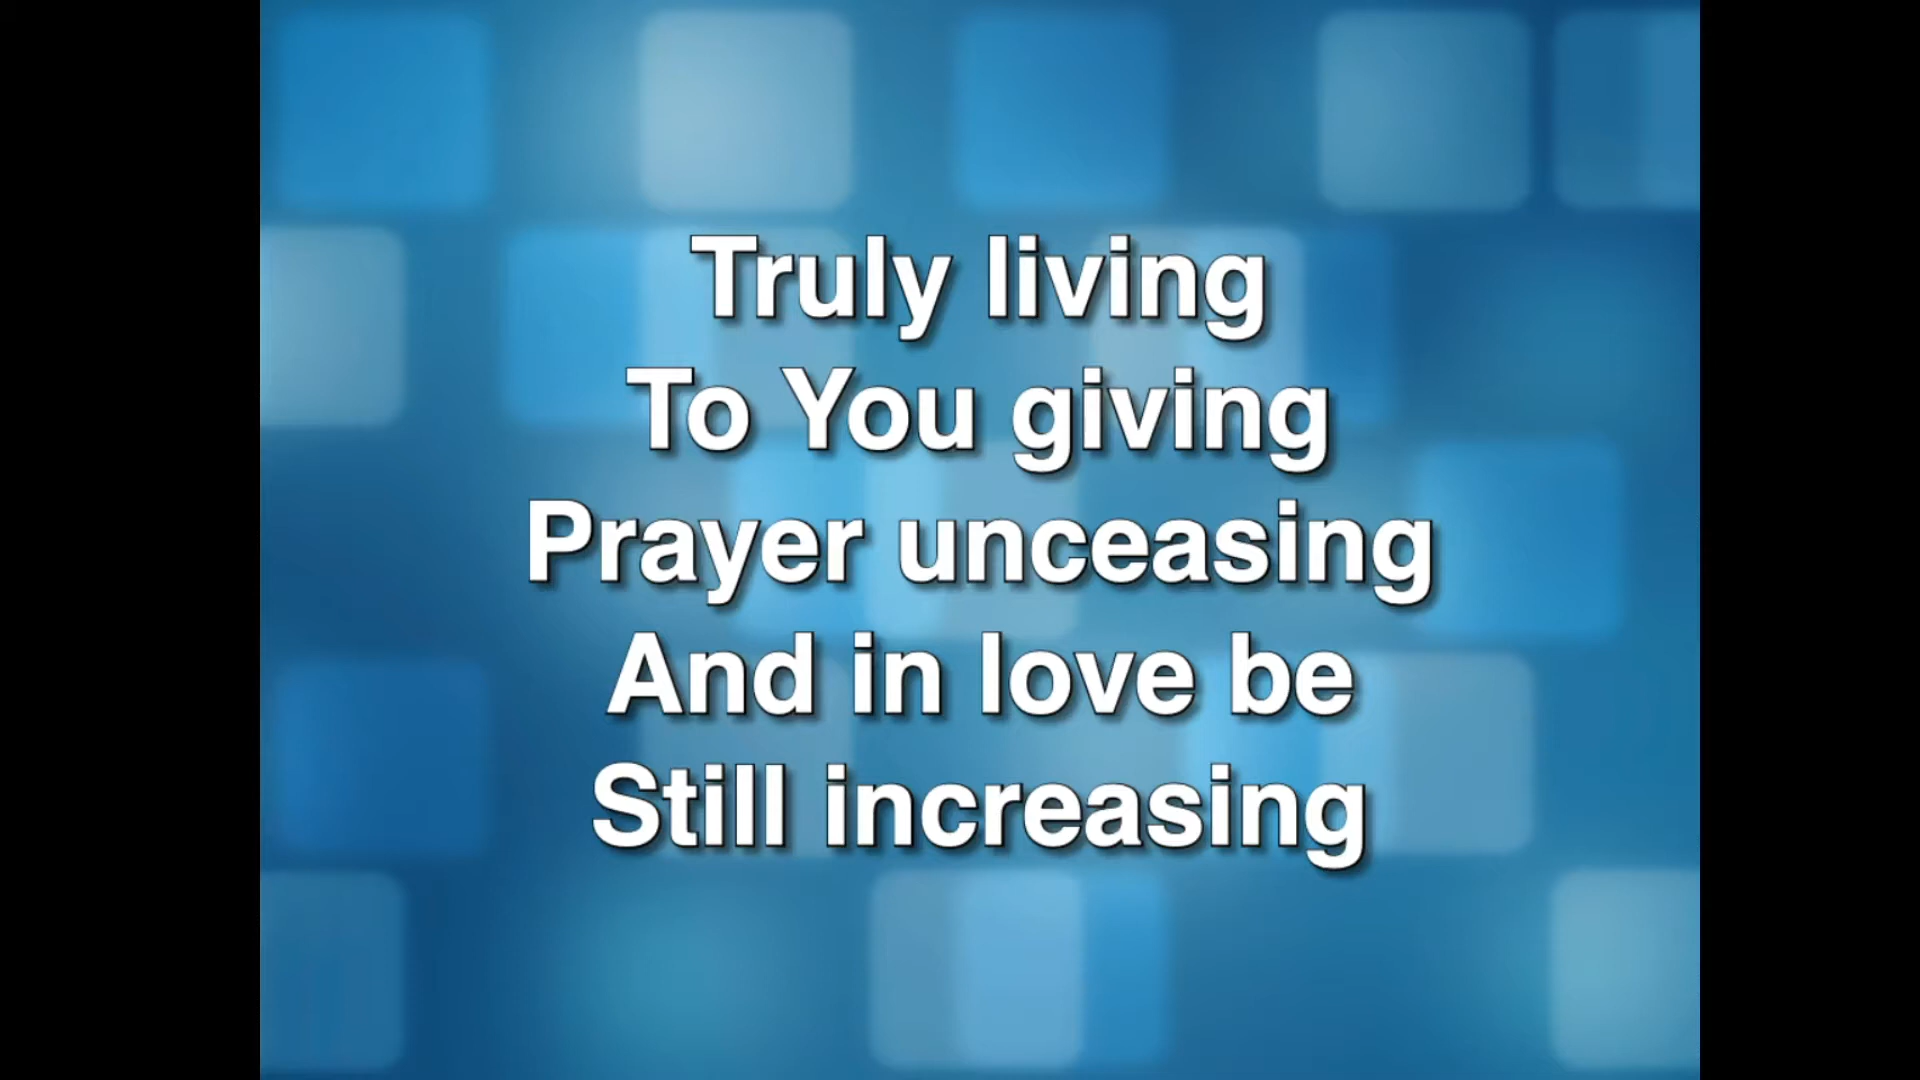 Truly living
To You giving
Prayer unceasing
And in love be
Still increasing